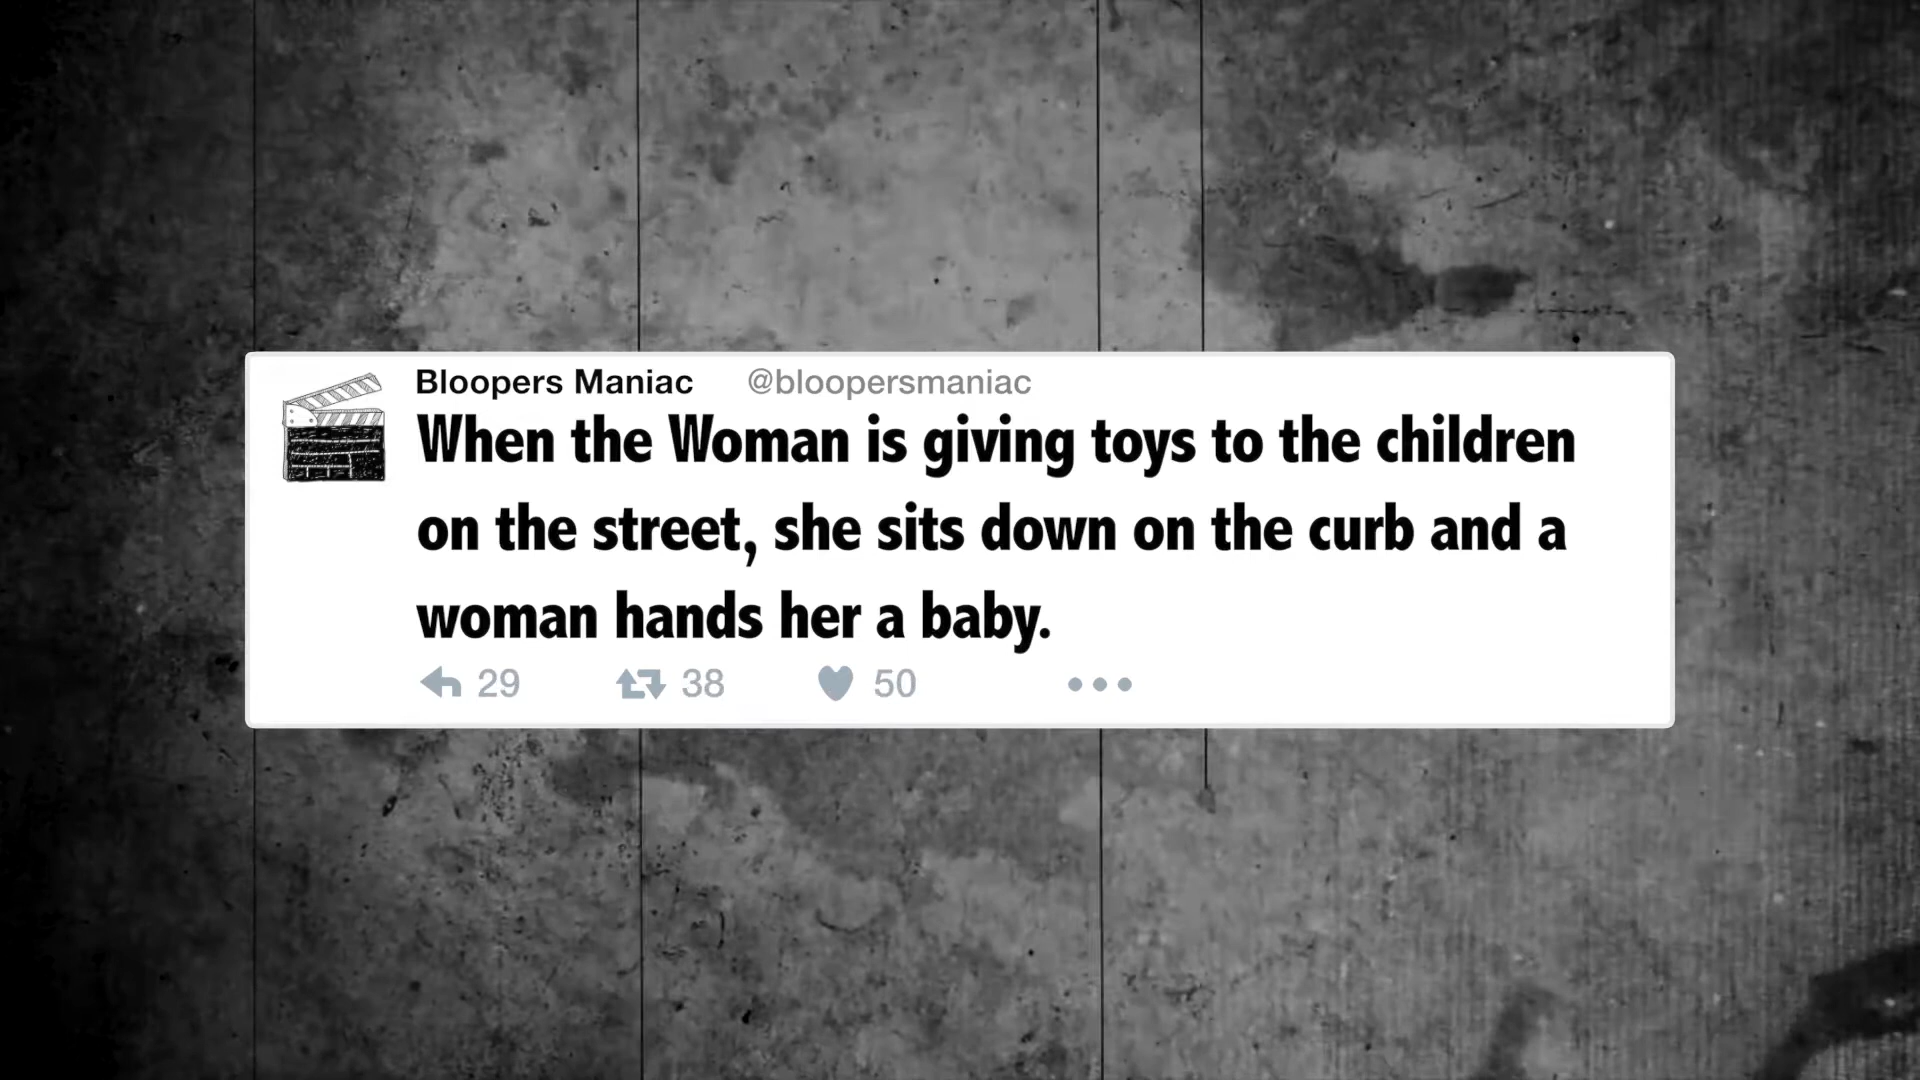 Bloopers Maniac @bloopersmaniac
When the Woman is giving toys to the children
on the street, she sits down on the curb and a
woman hands her a baby.
29 38 50